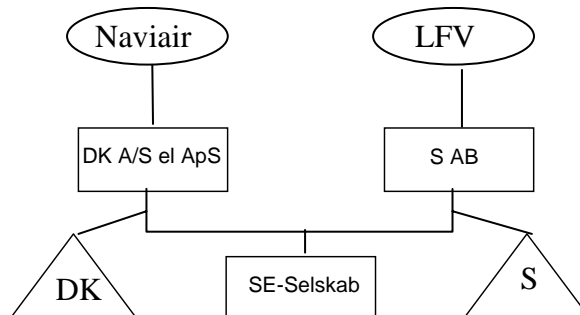 Naviair
LFV
DK A/S el ApS
S AB
DK
SE-Selskab
S